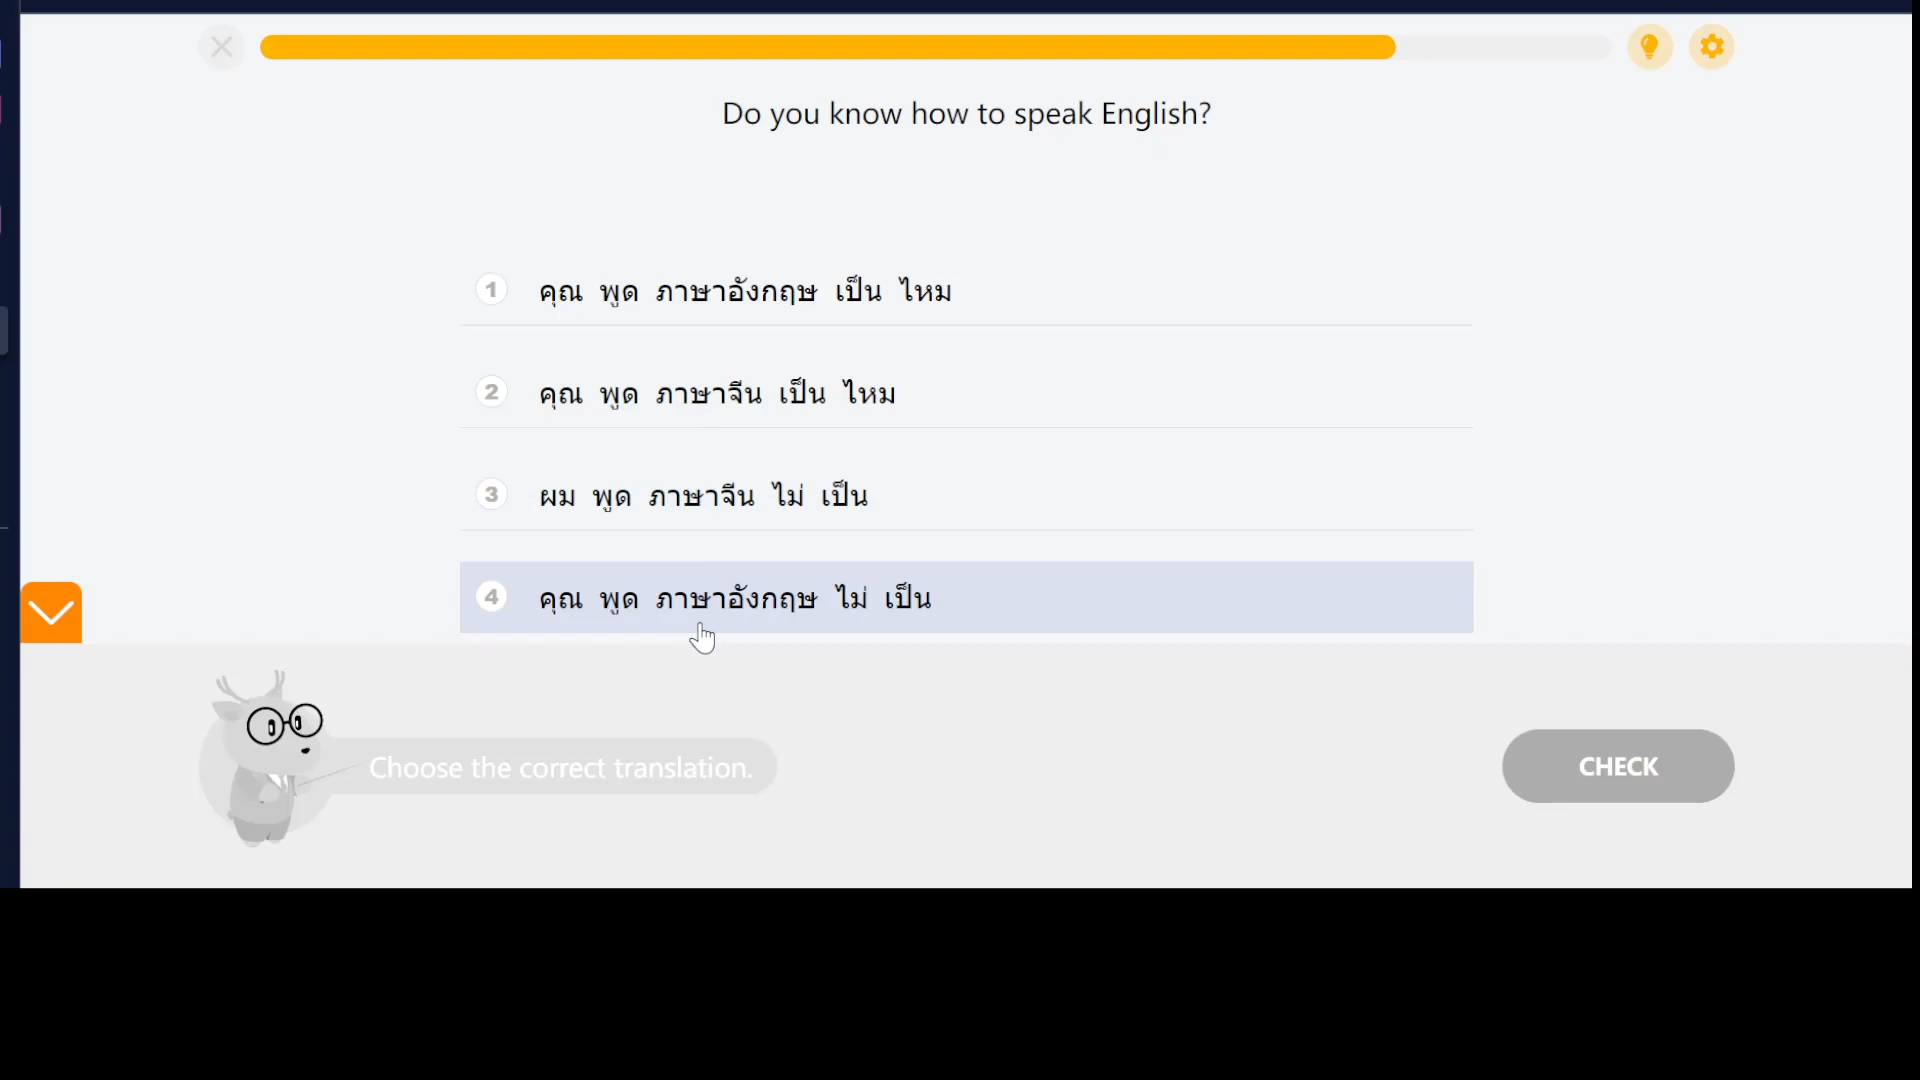 Do you know how to speak English?
1 คุณ พูด ภาษาอังกฤษ เป็น ไหม
2 คุณ พูด ภาษาจีน เป็น ไหม
3 ผม พูด ภาษาจีน ไม่ เป็น
4 คุณ พูด ภาษาอังกฤษ ไม่ เป็น
Choose the correct translation.
CHECK